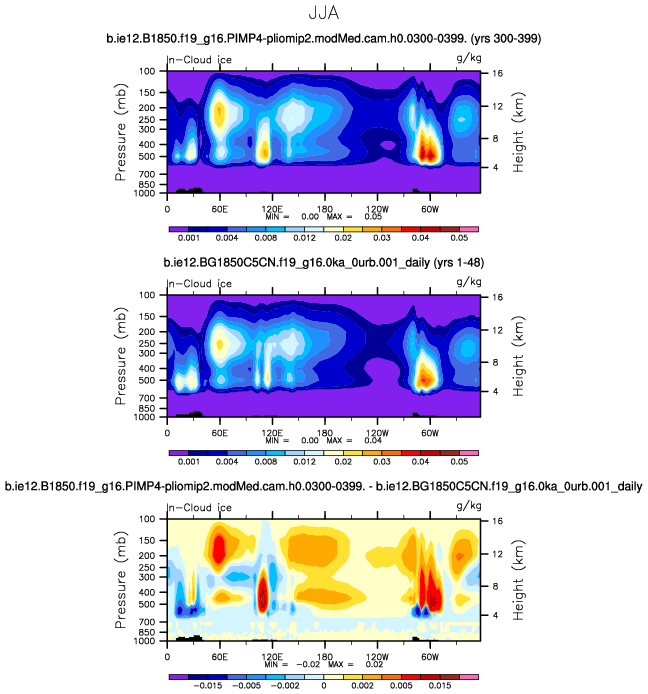 JJA
b.ie12.B1850.f19_g16.PIMP4-pliomip2.modMed.cam.h0.0300-0399. (yrs 300-399)
n-Cloud ice g/kg
Pressure (mb)
100
200
300
400
500
700
850
1000
Height (km)
16
12
8
4
0 60E 120E 180 120W 60W
MIN = 0.00 MAX = 0.05
0.001 0.004 0.008 0.012 0.02 0.03 0.04 0.05
b.ie12.BG1850C5CN.f19_g16.0ka_0urb.001_daily (yrs 1-48)
n-Cloud ice g/kg
Pressure (mb)
100
200
300
400
500
700
850
1000
Height (km)
16
12
8
4
0 60E 120E 180 120W 60W
MIN = 0.00 MAX = 0.04
0.001 0.004 0.008 0.012 0.02 0.03 0.04 0.05
b.ie12.B1850.f19_g16.PIMP4-pliomip2.modMed.cam.h0.0300-0399. - b.ie12.BG1850C5CN.f19_g16.0ka_0urb.001_daily
n-Cloud ice g/kg
Pressure (mb)
100
200
300
400
500
700
850
1000
Height (km)
16
12
8
4
0 60E 120E 180 120W 60W
MIN = -0.02 MAX = 0.02
-0.015 -0.005 -0.002 0 0.002 0.005 0.015